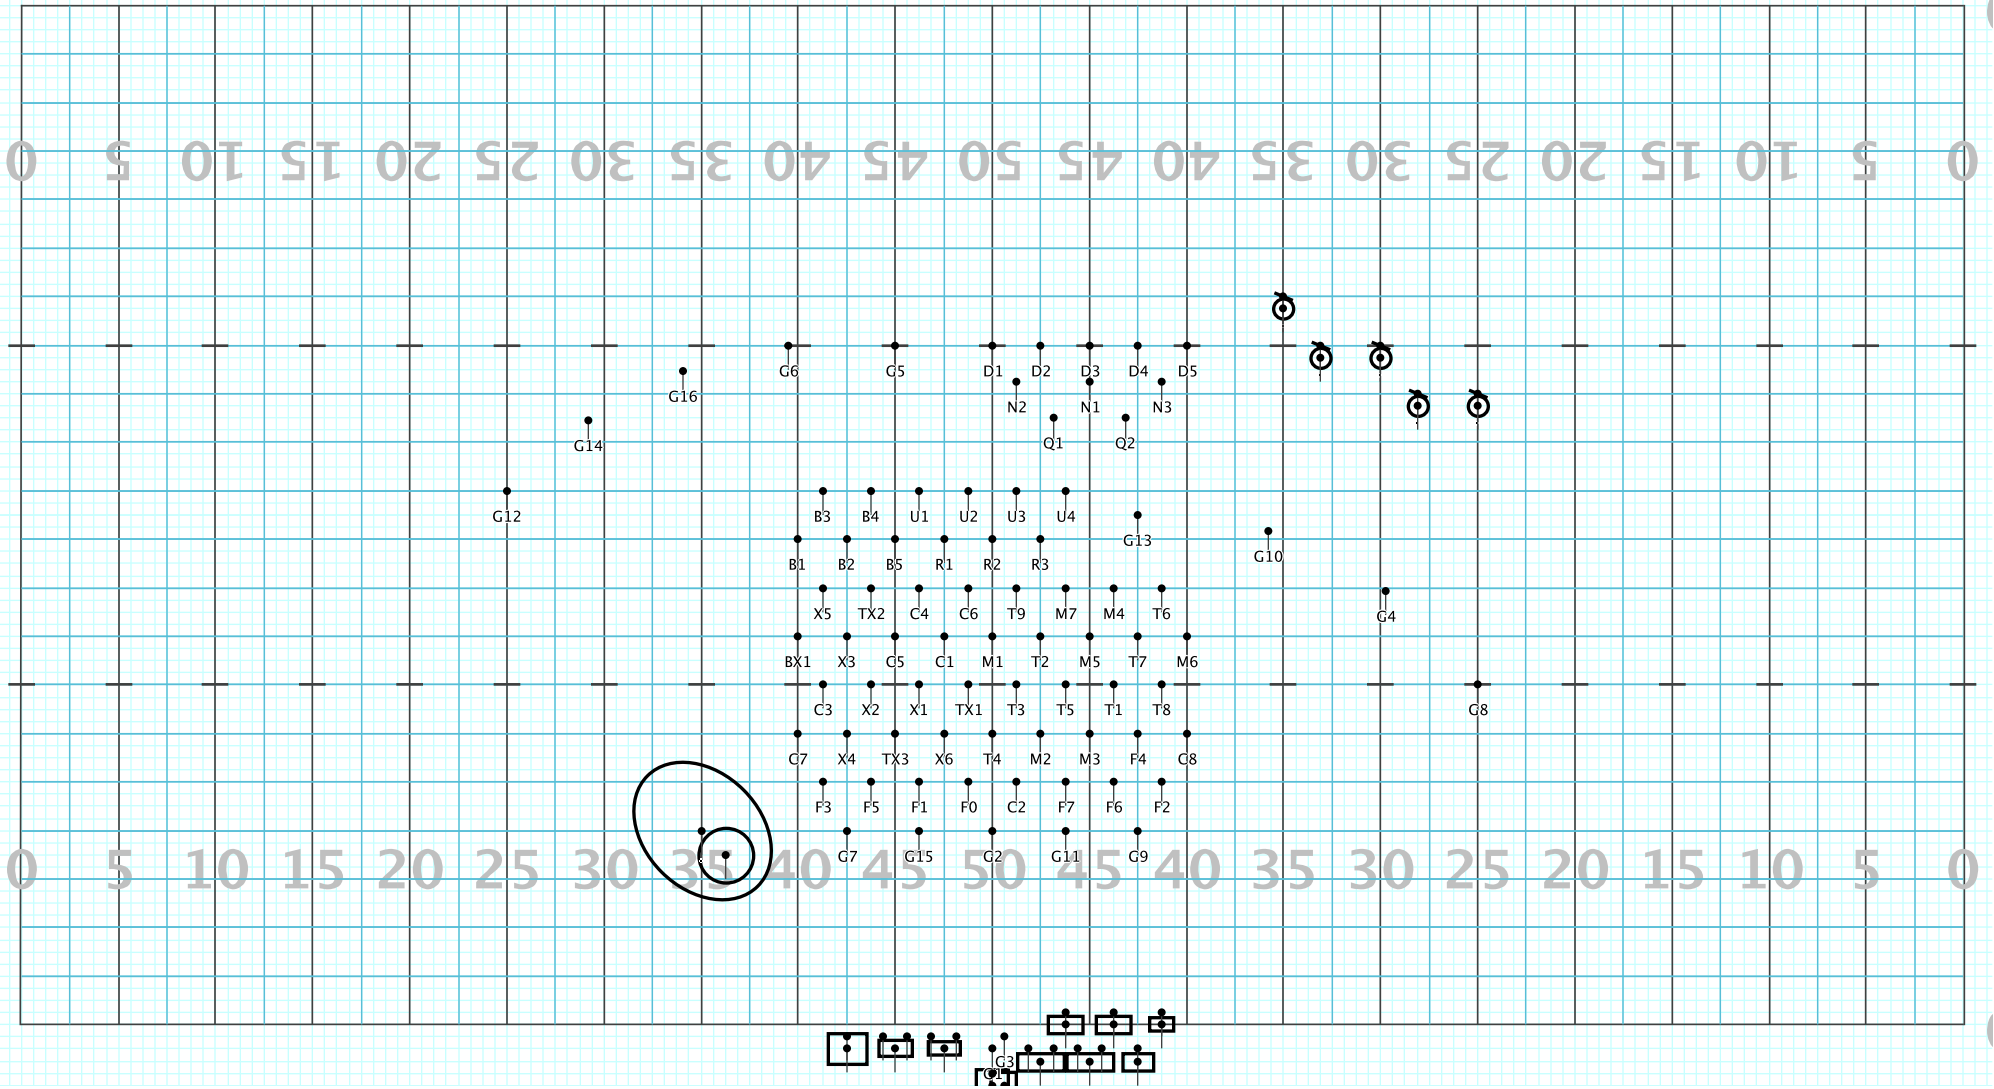 0 5 10 15 20 25 30 35 40 45 50 45 40 35 30 25 20 15 10 5 0
G6 G5 D1 D2 D3 D4 D5
G16
N2 N1 N3
G14 Q1 Q2
G12 B3 B4 U1 U2 U3 U4
G13
G10
B1 B2 B5 R1 R2 R3
X5 TX2 C4 C6 T9 M7 M4 T6 G4
BX1 X3 C5 C1 M1 T2 M5 T7 M6
C3 X2 X1 TX1 T3 T5 T1 T8 G8
C7 X4 TX3 X6 T4 M2 M3 F4 C8
F3 F5 F1 F0 C2 F7 F6 F2
G7 G15 G2 G11 G9
0 5 10 15 20 25 30 35 40 45 50 45 40 35 30 25 20 15 10 5 0
G3